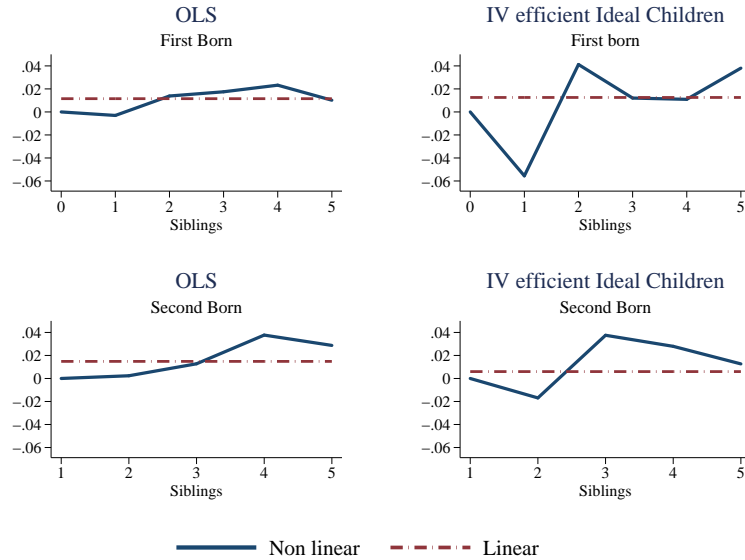 OLS
First Born
.04
.02
0
−.02
−.04
−.06
0 1 2 3 4 5
Siblings
IV efficient Ideal Children
First born
.04
.02
0
−.02
−.04
−.06
0 1 2 3 4 5
Siblings
OLS
Second Born
.04
.02
0
−.02
−.04
−.06
1 2 3 4 5
Siblings
IV efficient Ideal Children
Second Born
.04
.02
0
−.02
−.04
−.06
1 2 3 4 5
Siblings
Non linear Linear